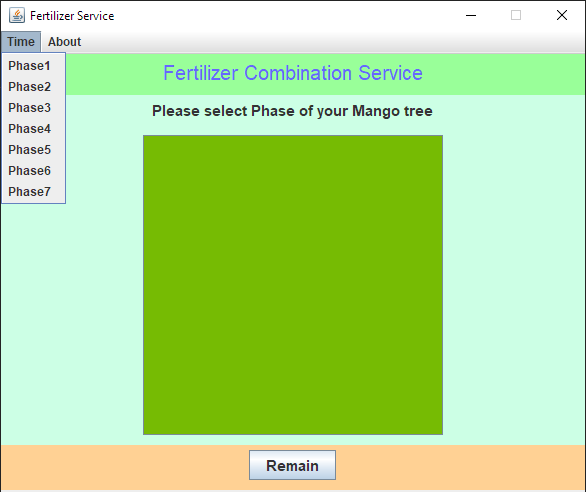 Fertilizer Service
Time About
Phase1
Phase2
Phase3
Phase4
Phase5
Phase6
Phase7
Fertilizer Combination Service
Please select Phase of your Mango tree
Remain